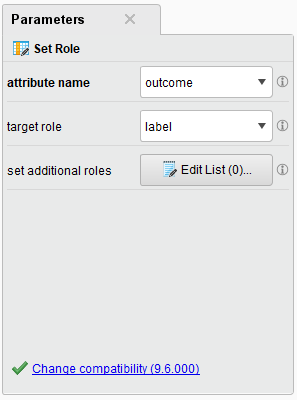 Parameters
Set Role
attribute name outcome
target role label
set additional roles Edit List (0)...
Change compatibility (9.6.000)